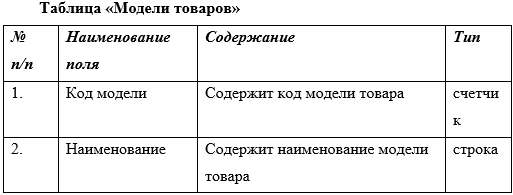 Таблица «Модели товаров»
№ п/п Наименование поля Содержание Тип
1. Код модели Содержит код модели товара счетчик
2. Наименование Содержит наименование модели товара строка